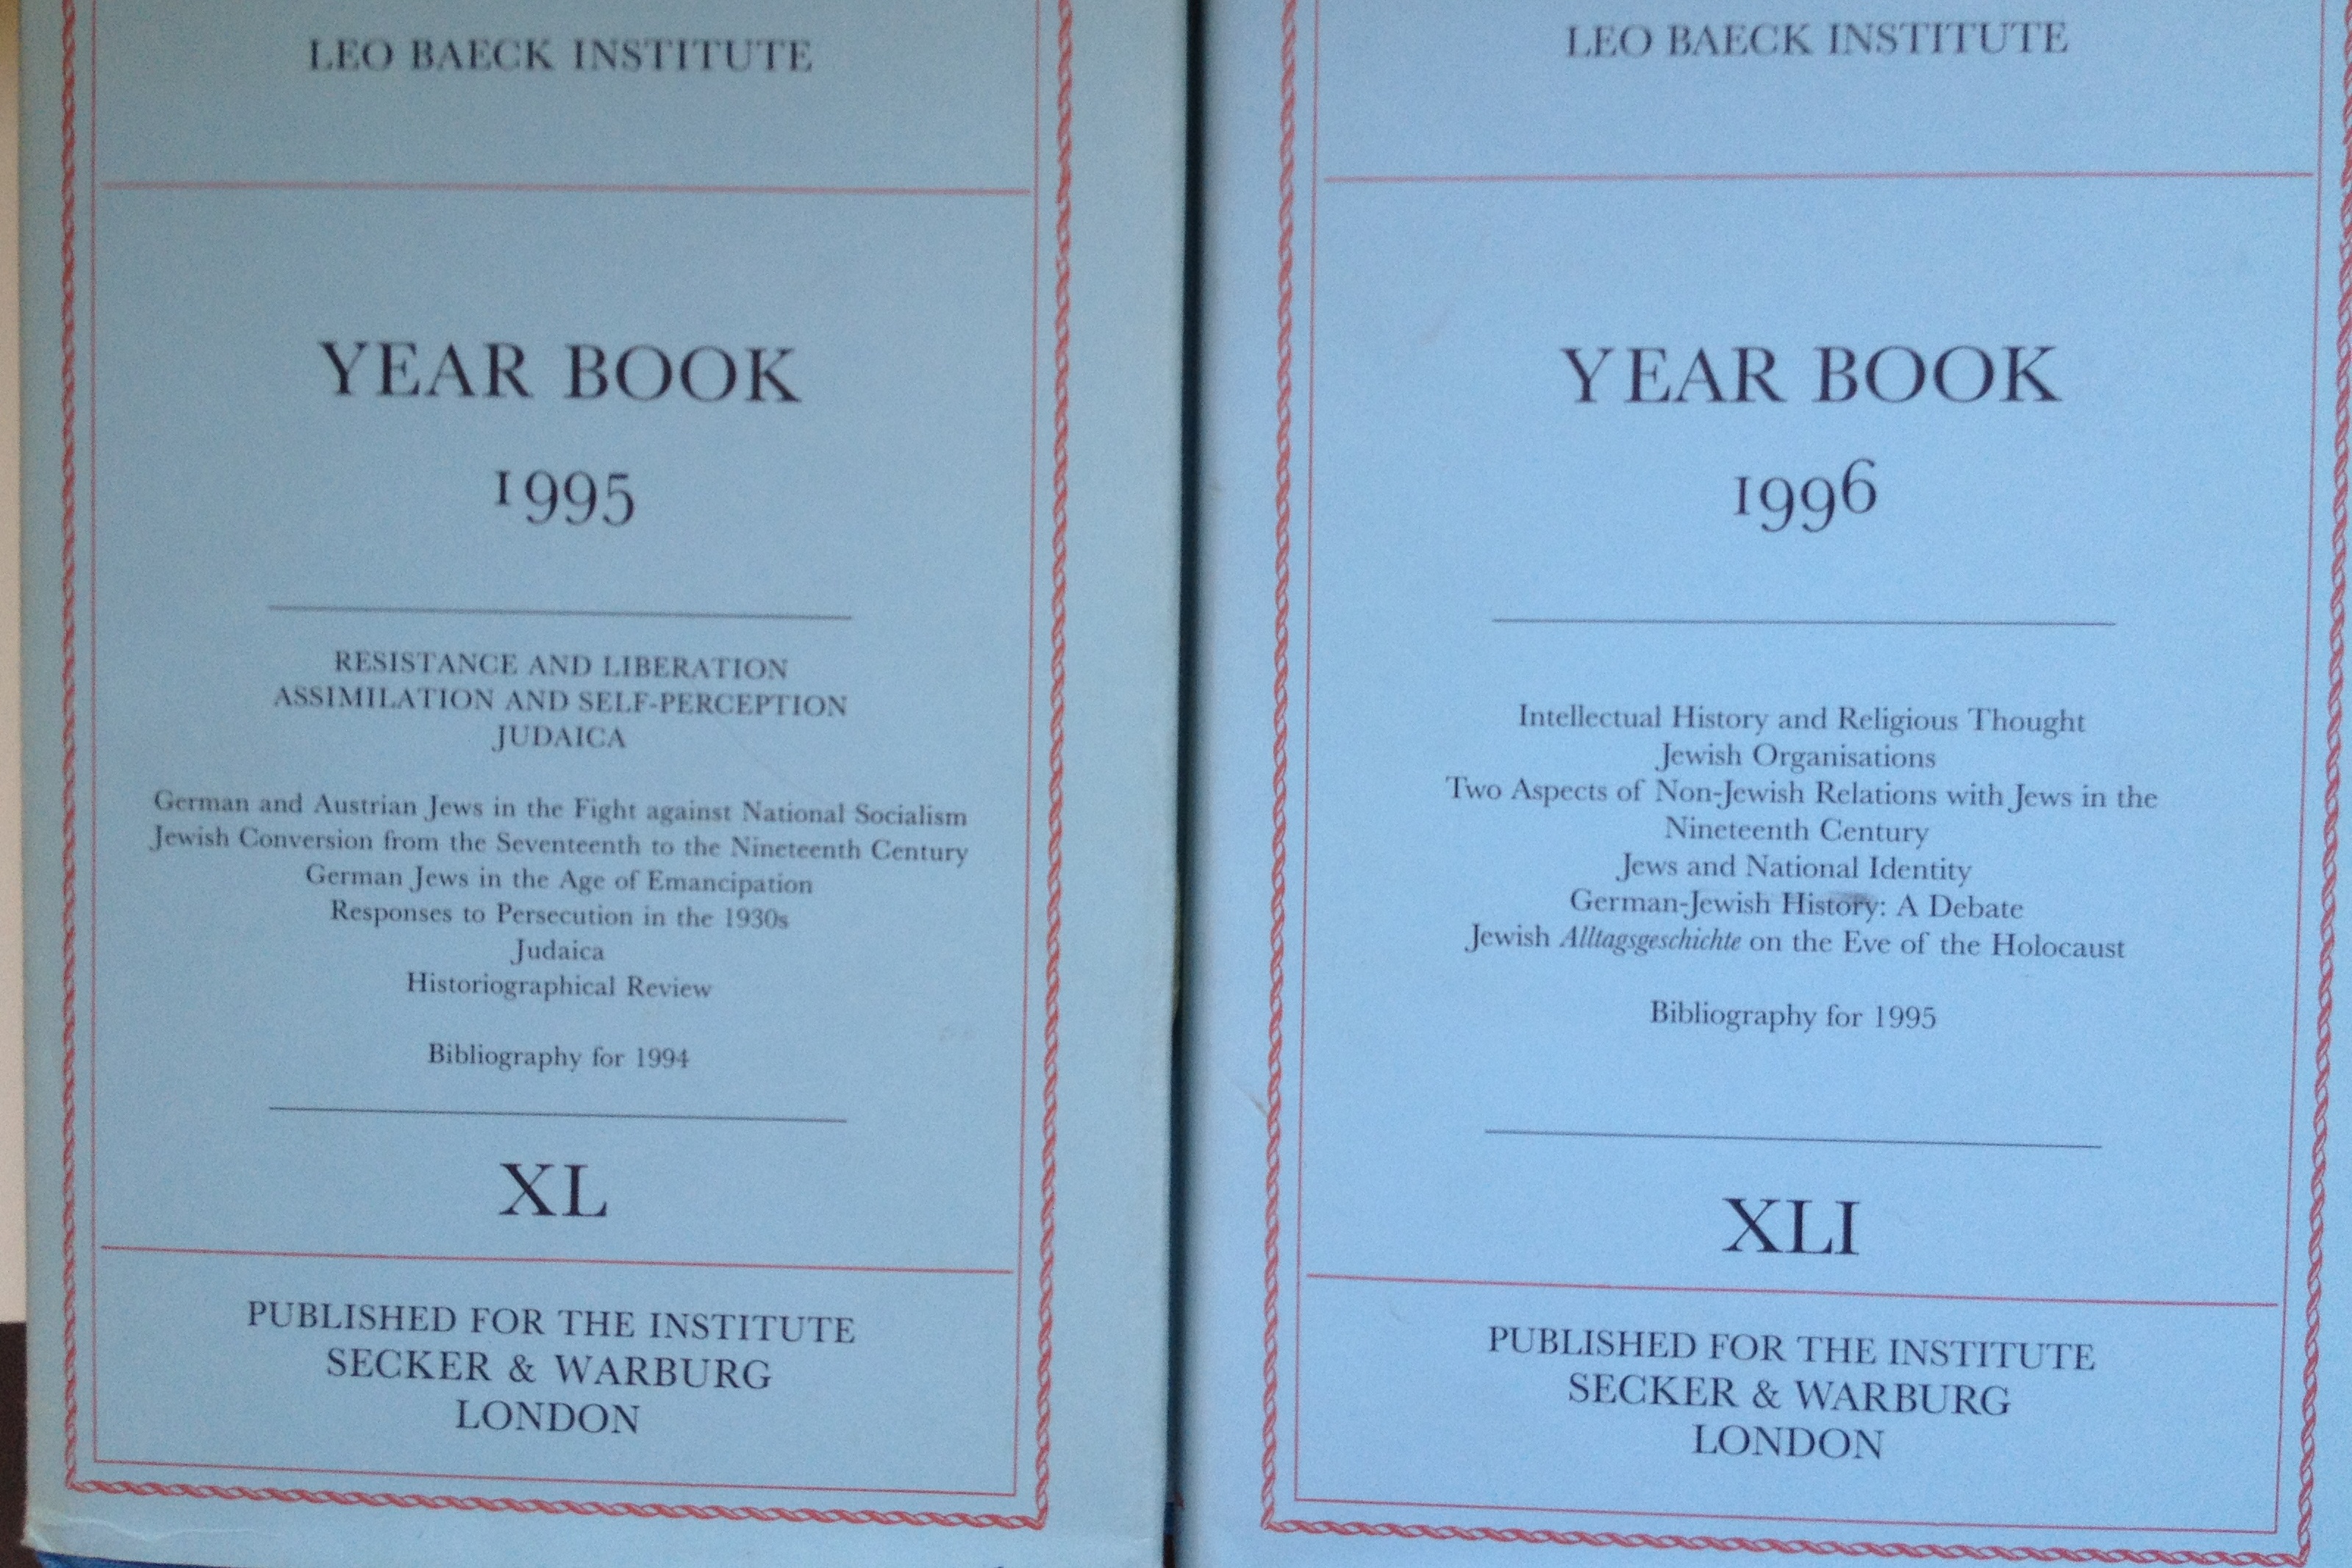 LEO BAECK INSTITUTE
YEAR BOOK
1995
RESISTANCE AND LIBERATION
ASSIMILATION AND SELF-PERCEPTION
JUDAICA
German and Austrian Jews in the Fight against National Socialism
Jewish Conversion from the Seventeenth to the Nineteenth Century
German Jews in the Age of Emancipation
Responses to Persecution in the 1930s
Judaica
Historiographical Review
Bibliography for 1994
XL
PUBLISHED FOR THE INSTITUTE
SECKER & WARBURG
LONDON
LEO BAECK INSTITUTE
YEAR BOOK
1996
Intellectual History and Religious Thought
Jewish Organisations
Two Aspects of Non-Jewish Relations with Jews in the
Nineteenth Century
Jews and National Identity
German-Jewish History: A Debate
Jewish Alltagsgeschichte on the Eve of the Holocaust
Bibliography for 1995
XLI
PUBLISHED FOR THE INSTITUTE
SECKER & WARBURG
LONDON